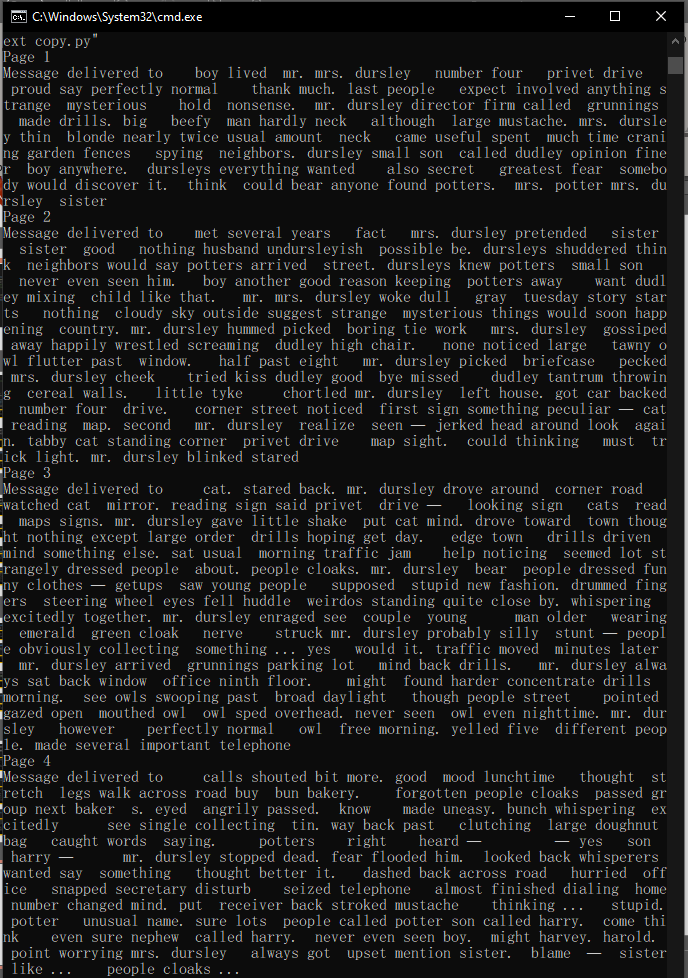 C:\Windows\System32\cmd.exe
ext copy.py"
Page 1
Message delivered to    boy lived  mr. mrs. dursley   number four   privet drive
 proud say perfectly normal    thank much. last people   expect involved anything s
trange  mysterious    hold  nonsense.   mr. dursley director firm called  grunnings
  made drills. big   beefy  man hardly neck   although  large mustache. mrs. dursle
y thin  blonde nearly twice usual amount  neck   came useful spent  much time crani
ng garden fences   spying  neighbors. dursley small son  called dudley opinion fine
r  boy anywhere.  dursleys everything wanted    also secret   greatest fear  somebo
dy would discover it.  think  could bear anyone found potters.  mrs. potter mrs. du
rsley  sister
Page 2
Message delivered to    met several years   fact   mrs. dursley pretended   sister
  sister  good   nothing husband undursleyish  possible be. dursleys shuddered thin
k  neighbors would say potters arrived  street. dursleys knew potters  small son
  never even seen him.   boy another good reason keeping  potters away    want dudl
ey mixing  child like that.   mr. mrs. dursley woke dull   gray  tuesday story star
ts   nothing  cloudy sky outside suggest strange  mysterious things would soon happ
ening  country. mr. dursley hummed picked  boring tie work   mrs. dursley  gossiped
 away happily wrestled screaming  dudley high chair.   none noticed large   tawny o
wl flutter past  window.   half past eight   mr. dursley picked  briefcase   pecked
 mrs. dursley cheek    tried kiss dudley good  bye missed    dudley tantrum throwin
g  cereal walls.   little tyke     chortled mr. dursley  left house. got car backed
  number four  drive.   corner street noticed  first sign something peculiar — cat
 reading  map. second   mr. dursley  realize  seen — jerked head around look  agai
n. tabby cat standing corner  privet drive    map sight.  could thinking   must  tr
ick light. mr. dursley blinked stared
Page 3
Message delivered to     cat. stared back. mr. dursley drove around  corner road
watched cat  mirror. reading sign said privet  drive —   looking sign   cats  read
  maps signs. mr. dursley gave little shake  put cat mind. drove toward  town thoug
ht nothing except large order  drills hoping get day.   edge town   drills driven
mind something else. sat usual  morning traffic jam    help noticing  seemed lot st
rangely dressed people  about. people cloaks. mr. dursley  bear  people dressed fun
ny clothes — getups  saw young people   supposed  stupid new fashion. drummed fing
ers  steering wheel eyes fell huddle  weirdos standing quite close by. whispering
excitedly together. mr. dursley enraged see  couple  young      man older   wearing
  emerald  green cloak   nerve    struck mr. dursley probably silly  stunt — peopl
e obviously collecting  something ... yes   would it. traffic moved  minutes later
  mr. dursley arrived  grunnings parking lot   mind back drills.   mr. dursley alwa
ys sat back window  office ninth floor.    might  found harder concentrate drills
morning.  see owls swooping past  broad daylight   though people street    pointed
gazed open  mouthed owl  owl sped overhead. never seen  owl even nighttime. mr. dur
sley   however    perfectly normal   owl  free morning. yelled five  different peop
le. made several important telephone
Page 4
Message delivered to     calls shouted bit more. good  mood lunchtime   thought  st
retch  legs walk across road buy  bun bakery.    forgotten people cloaks  passed gr
oup next baker  s. eyed  angrily passed.  know    made uneasy. bunch whispering  ex
citedly      see single collecting  tin. way back past   clutching  large doughnut
bag   caught words  saying.     potters    right    heard —         — yes   son
 harry —      mr. dursley stopped dead. fear flooded him.  looked back whisperers
wanted say  something   thought better it.   dashed back across road   hurried  off
ice   snapped secretary disturb    seized telephone   almost finished dialing  home
 number changed mind. put  receiver back stroked mustache    thinking ...  stupid.
 potter   unusual name. sure lots  people called potter son called harry.  come thi
nk    even sure nephew  called harry.  never even seen boy.  might harvey. harold.
 point worrying mrs. dursley   always got  upset mention sister.  blame  —  sister
 like ...    people cloaks ...